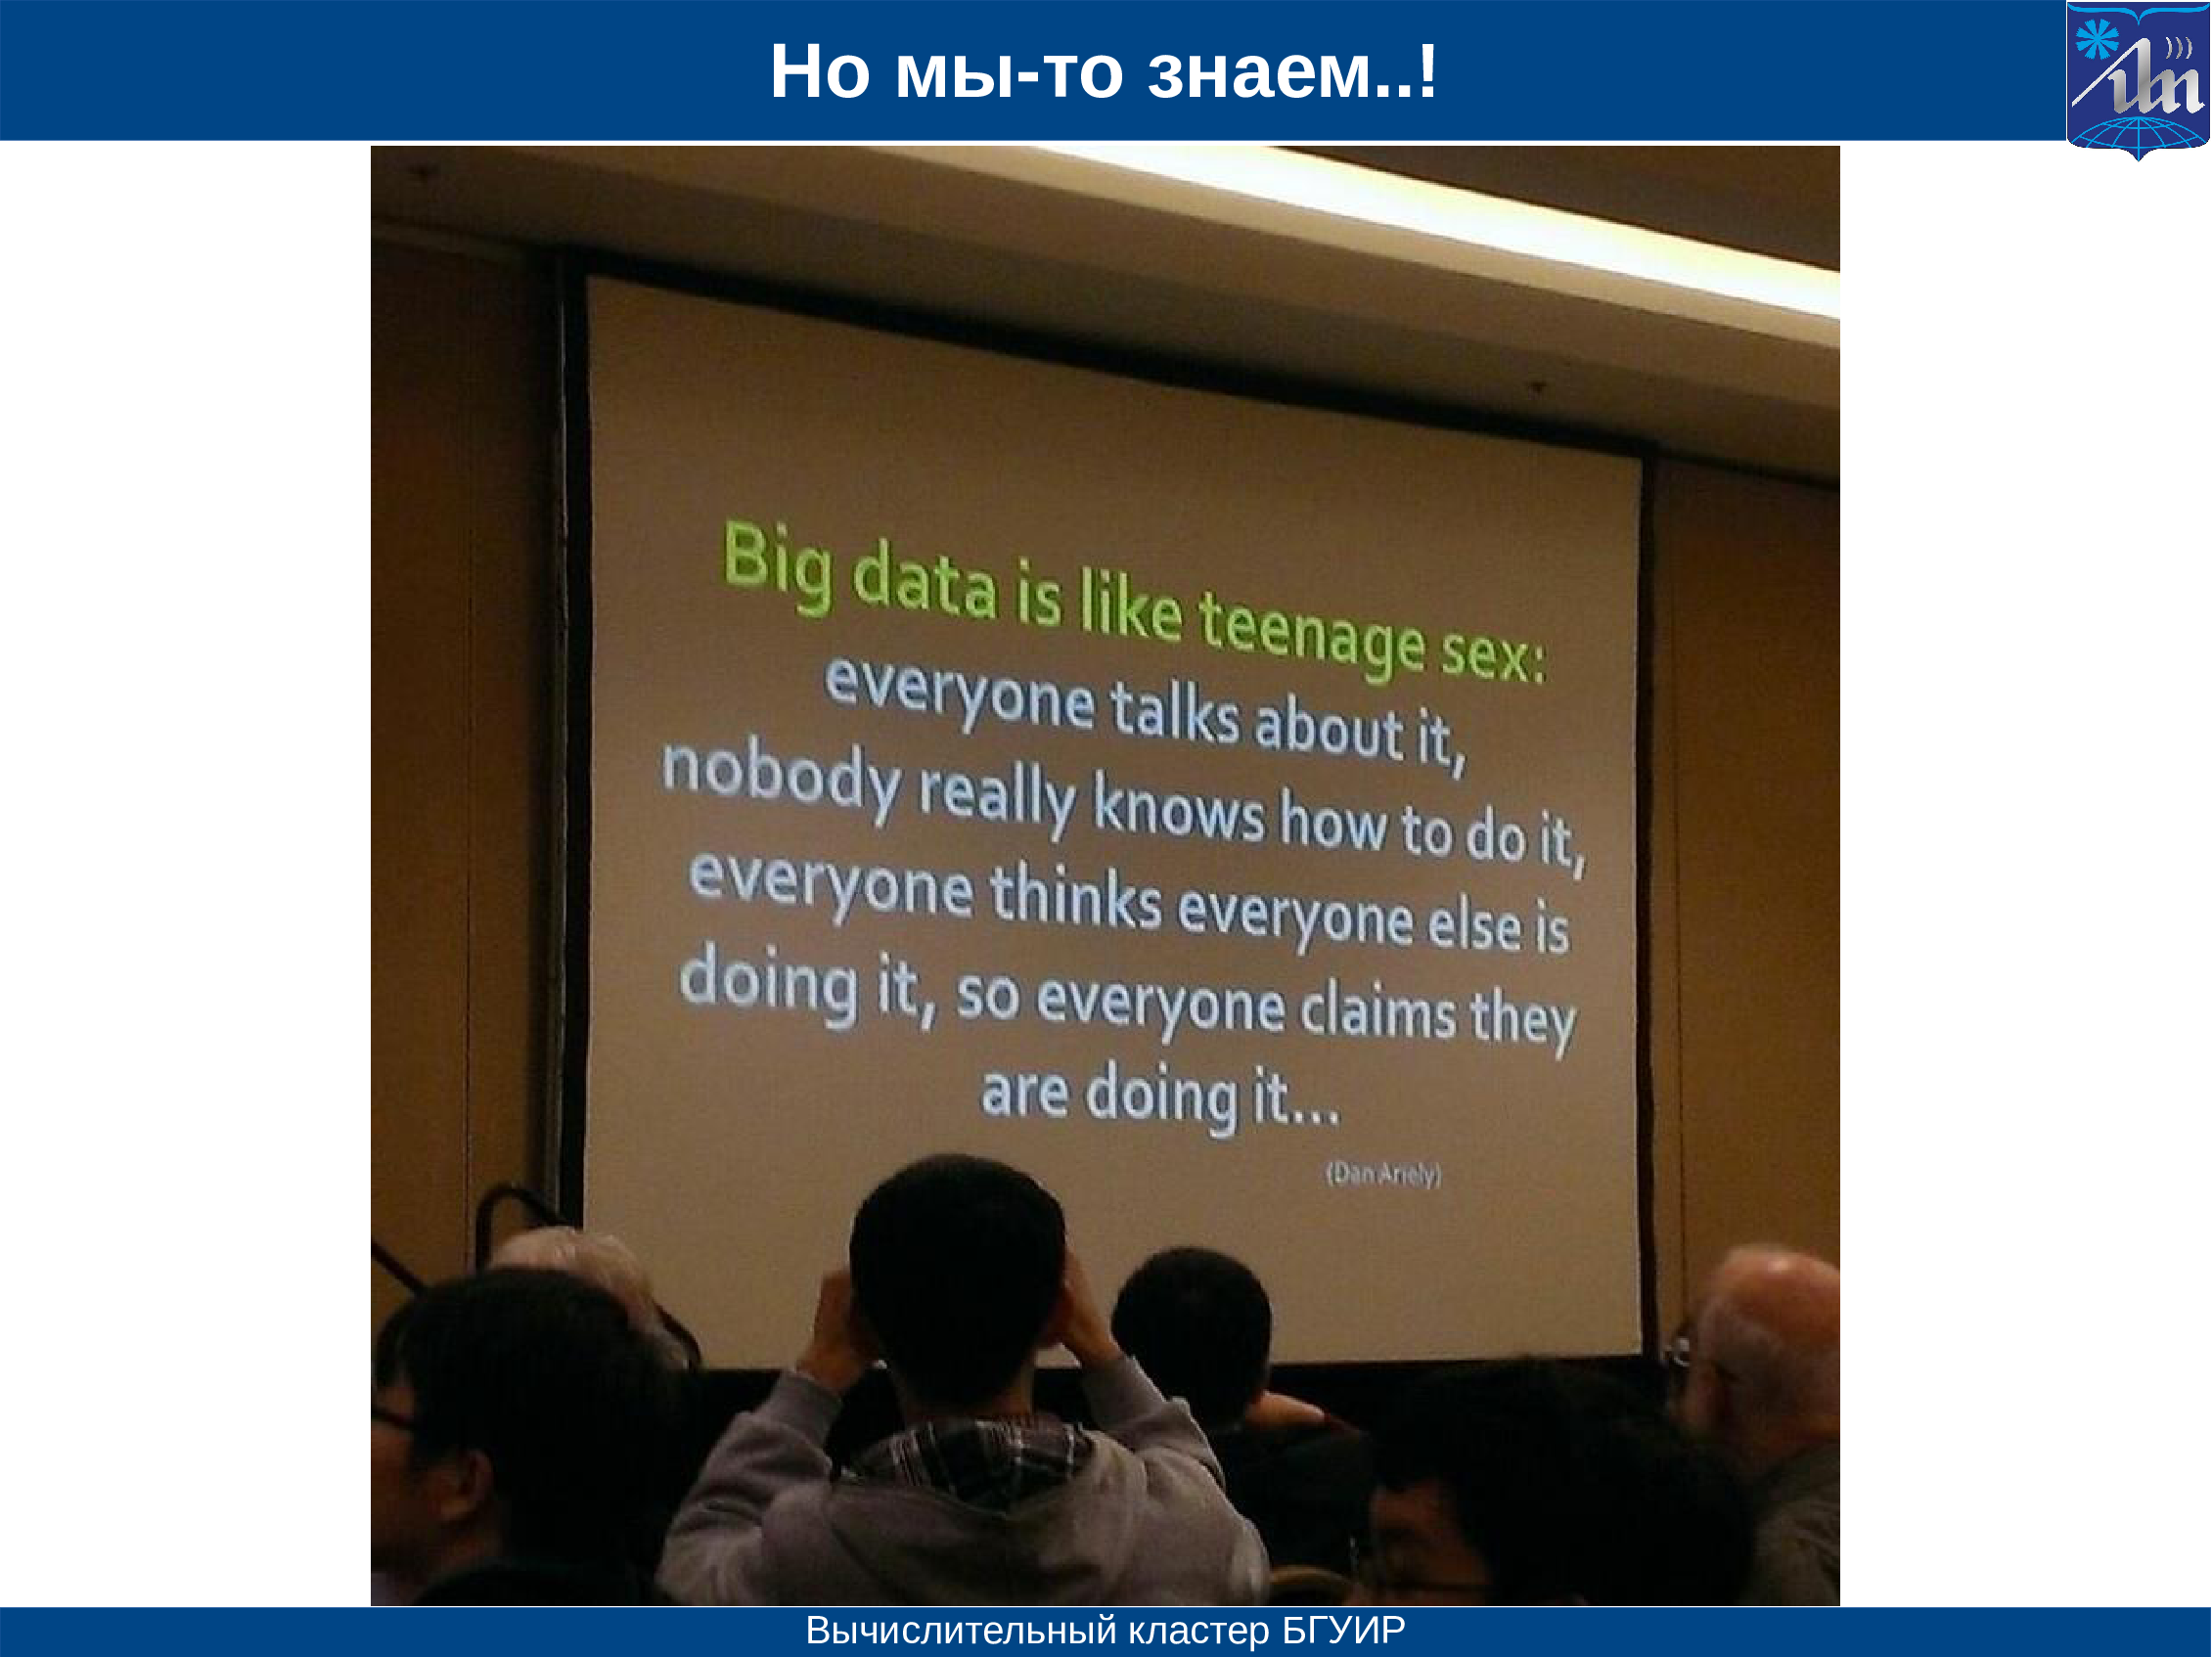 Но мы-то знаем..!
Big data is like teenage sex:
everyone talks about it,
nobody really knows how to do it,
everyone thinks everyone else is
doing it, so everyone claims they
are doing it...
(Dan Ariely)
Вычислительный кластер БГУИР